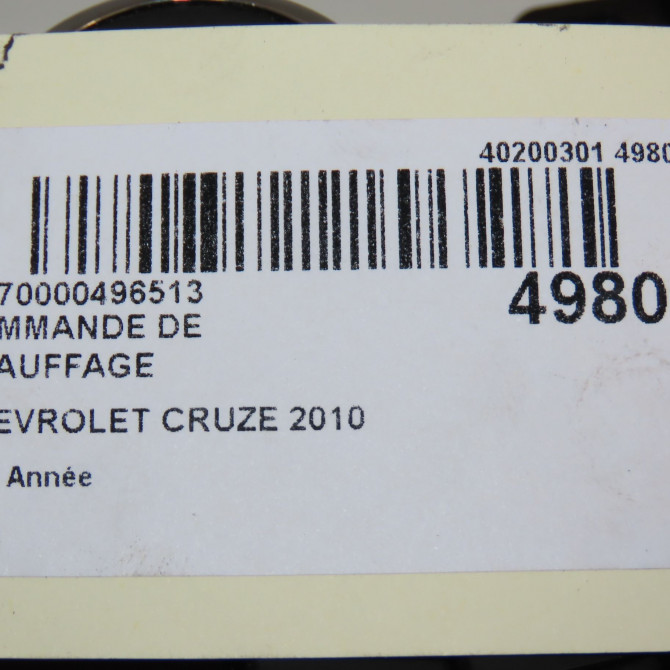 40200301 4980
70000496513
4980
MMANDE DE
AUFFAGE
EVROLET CRUZE 2010
Année